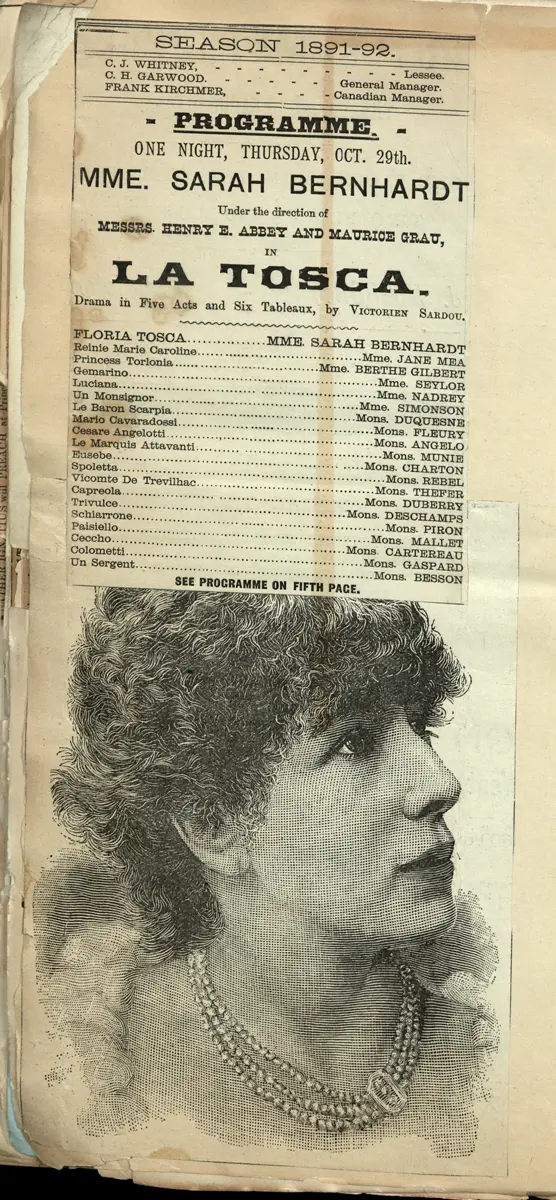 SEASON 1891-92.
C. J. WHITNEY, - - - - - - - - Lessee.
C. H. GARWOOD. - - - - - General Manager.
FRANK KIRCHMER, - - - - Canadian Manager.
- PROGRAMME. -
ONE NIGHT, THURSDAY, OCT. 29th.
MME. SARAH BERNHARDT
Under the direction of
MESSRS. HENRY E. ABBEY AND MAURICE GRAU,
IN
LA TOSCA.
Drama in Five Acts and Six Tableaux, by VICTORIEN SARDOU.
FLORIA TOSCA..............MME. SARAH BERNHARDT
Reinie Marie Caroline..............Mme. JANE MEA
Princess Torlonia..............Mme. BERTHE GILBERT
Gemarino..............Mme. SEYLOR
Luciana..............Mme. NADREY
Un Monsignor..............Mme. SIMONSON
Le Baron Scarpia..............Mons. DUQUESNE
Mario Cavaradossi..............Mons. FLEURY
Cesare Angelotti..............Mons. ANGELO
Le Marquis Attavanti..............Mons. MUNIE
Eusebe..............Mons. CHARTON
Spoletta..............Mons. REBEL
Vicomte De Trevilhac..............Mons. THEFER
Capreola..............Mons. DUBERRY
Trivulce..............Mons. DESCHAMPS
Schiarrone..............Mons. PIRON
Paisiello..............Mons. MALLET
Ceccho..............Mons CARTEREAU
Colometti..............Mons. GASPARD
Un Sergent..............Mons. BESSON
SEE PROGRAMME ON FIFTH PAGE.